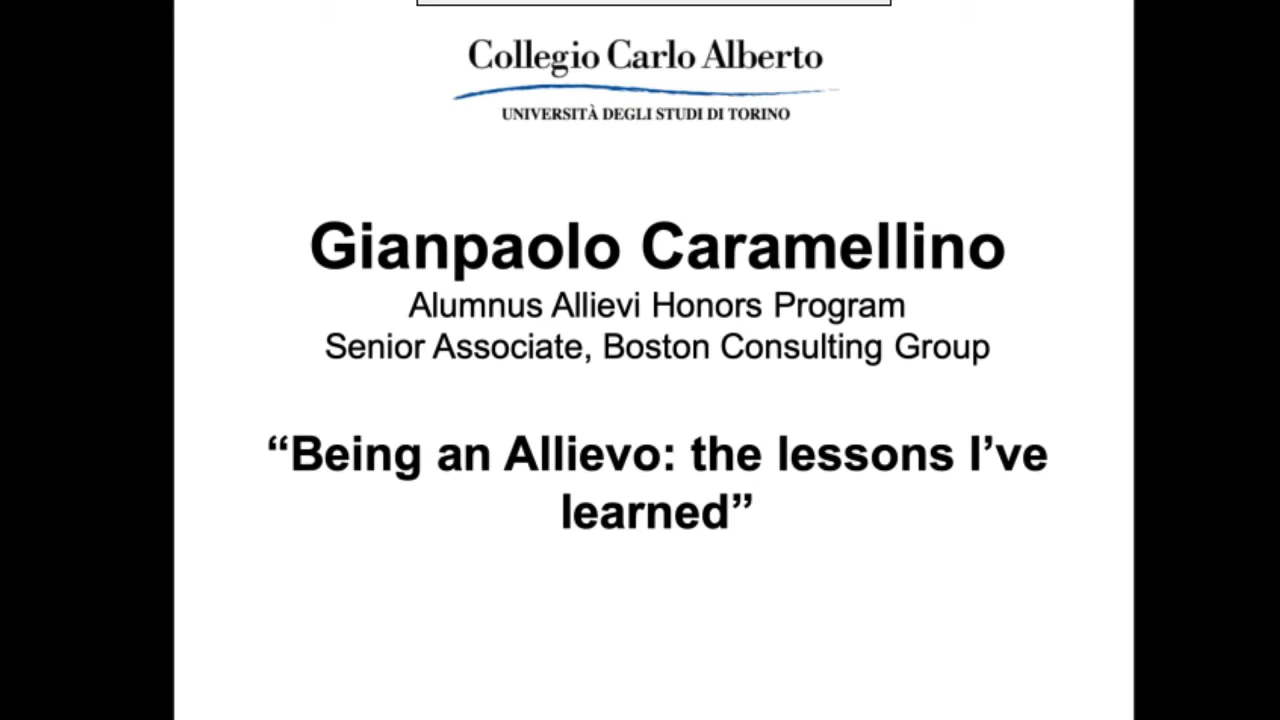 Collegio Carlo Alberto
UNIVERSITÀ DEGLI STUDI DI TORINO
Gianpaolo Caramellino
Alumnus Allievi Honors Program
Senior Associate, Boston Consulting Group
“Being an Allievo: the lessons I’ve
learned”